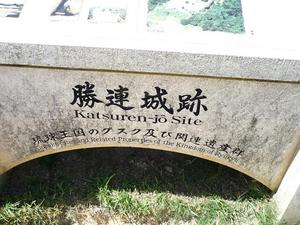 勝連城跡
Katsuren-jô Site
琉球王国のグスク及び関連遺産群
Gusuku Sites and Related Properties of the Kingdom of Ryukyu